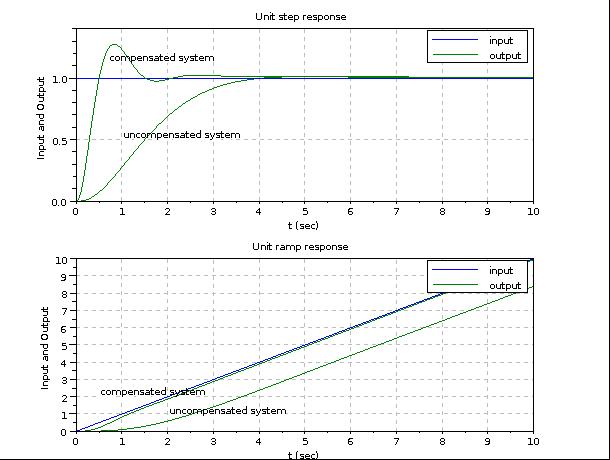 Unit step response
input
output
compensated system
uncompensated system
Input and Output
1.0
0.5
0.0
0 1 2 3 4 5 6 7 8 9 10
t (sec)
Unit ramp response
input
output
compensated system
uncompensated system
Input and Output
10
9
8
7
6
5
4
3
2
1
0
0 1 2 3 4 5 6 7 8 9 10
t (sec)